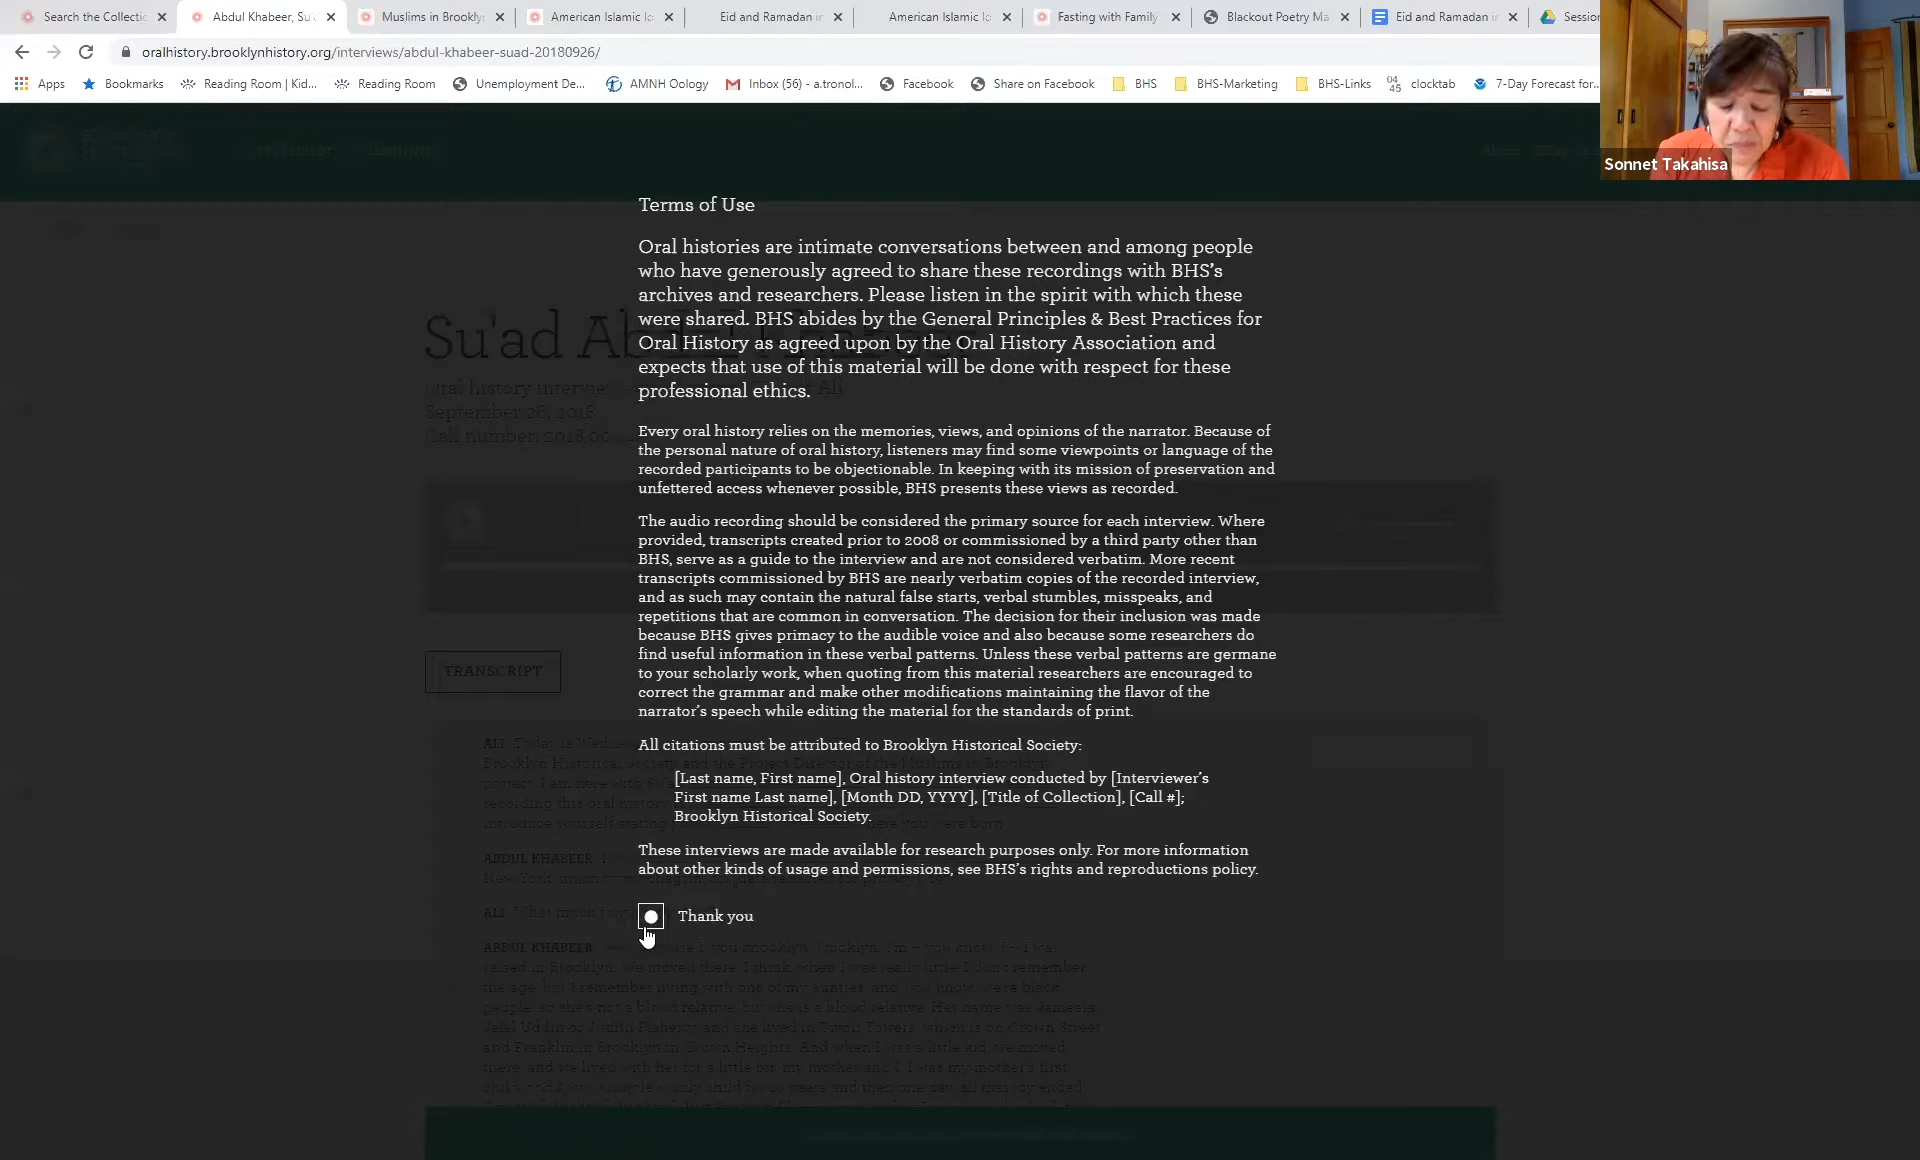 Search the Collectio
Abdul Khabeer, Su'a
Muslims in Brooklyn
American Islamic Ic
Eid and Ramadan in
American Islamic Ic
Fasting with Family
Blackout Poetry Ma
Eid and Ramadan in
Session
oralhistory.brooklynhistory.org/interviews/abdul-khabeer-suad-20180926/
Apps
Bookmarks
Reading Room | Kid...
Reading Room
Unemployment De...
AMNH Oology
Inbox (56) - a.tronol...
Facebook
Share on Facebook
BHS
BHS-Marketing
BHS-Links
04 45
clocktab
7-Day Forecast for...
Sonnet Takahisa
Terms of Use
Oral histories are intimate conversations between and among people
who have generously agreed to share these recordings with BHS's
archives and researchers. Please listen in the spirit with which these
were shared. BHS abides by the General Principles & Best Practices for
Oral History as agreed upon by the Oral History Association and
expects that use of this material will be done with respect for these
professional ethics.
Every oral history relies on the memories, views, and opinions of the narrator. Because of
the personal nature of oral history, listeners may find some viewpoints or language of the
recorded participants to be objectionable. In keeping with its mission of preservation and
unfettered access whenever possible, BHS presents these views as recorded.
The audio recording should be considered the primary source for each interview. Where
provided, transcripts created prior to 2008 or commissioned by a third party other than
BHS, serve as a guide to the interview and are not considered verbatim. More recent
transcripts commissioned by BHS are nearly verbatim copies of the recorded interview,
and as such may contain the natural false starts, verbal stumbles, misspeaks, and
repetitions that are common in conversation. The decision for their inclusion was made
because BHS gives primacy to the audible voice and also because some researchers do
find useful information in these verbal patterns. Unless these verbal patterns are germane
to your scholarly work, when quoting from this material researchers are encouraged to
correct the grammar and make other modifications maintaining the flavor of the
narrator's speech while editing the material for the standards of print.
All citations must be attributed to Brooklyn Historical Society:
[Last name, First name], Oral history interview conducted by [Interviewer's
First name Last name], [Month DD, YYYY], [Title of Collection], [Call #];
Brooklyn Historical Society.
These interviews are made available for research purposes only. For more information
about other kinds of usage and permissions, see BHS's rights and reproductions policy.
Thank you
Su'ad Ab
Oral history interview
Ali
September 26, 2018
Call number: 2018.00
TRANSCRIPT